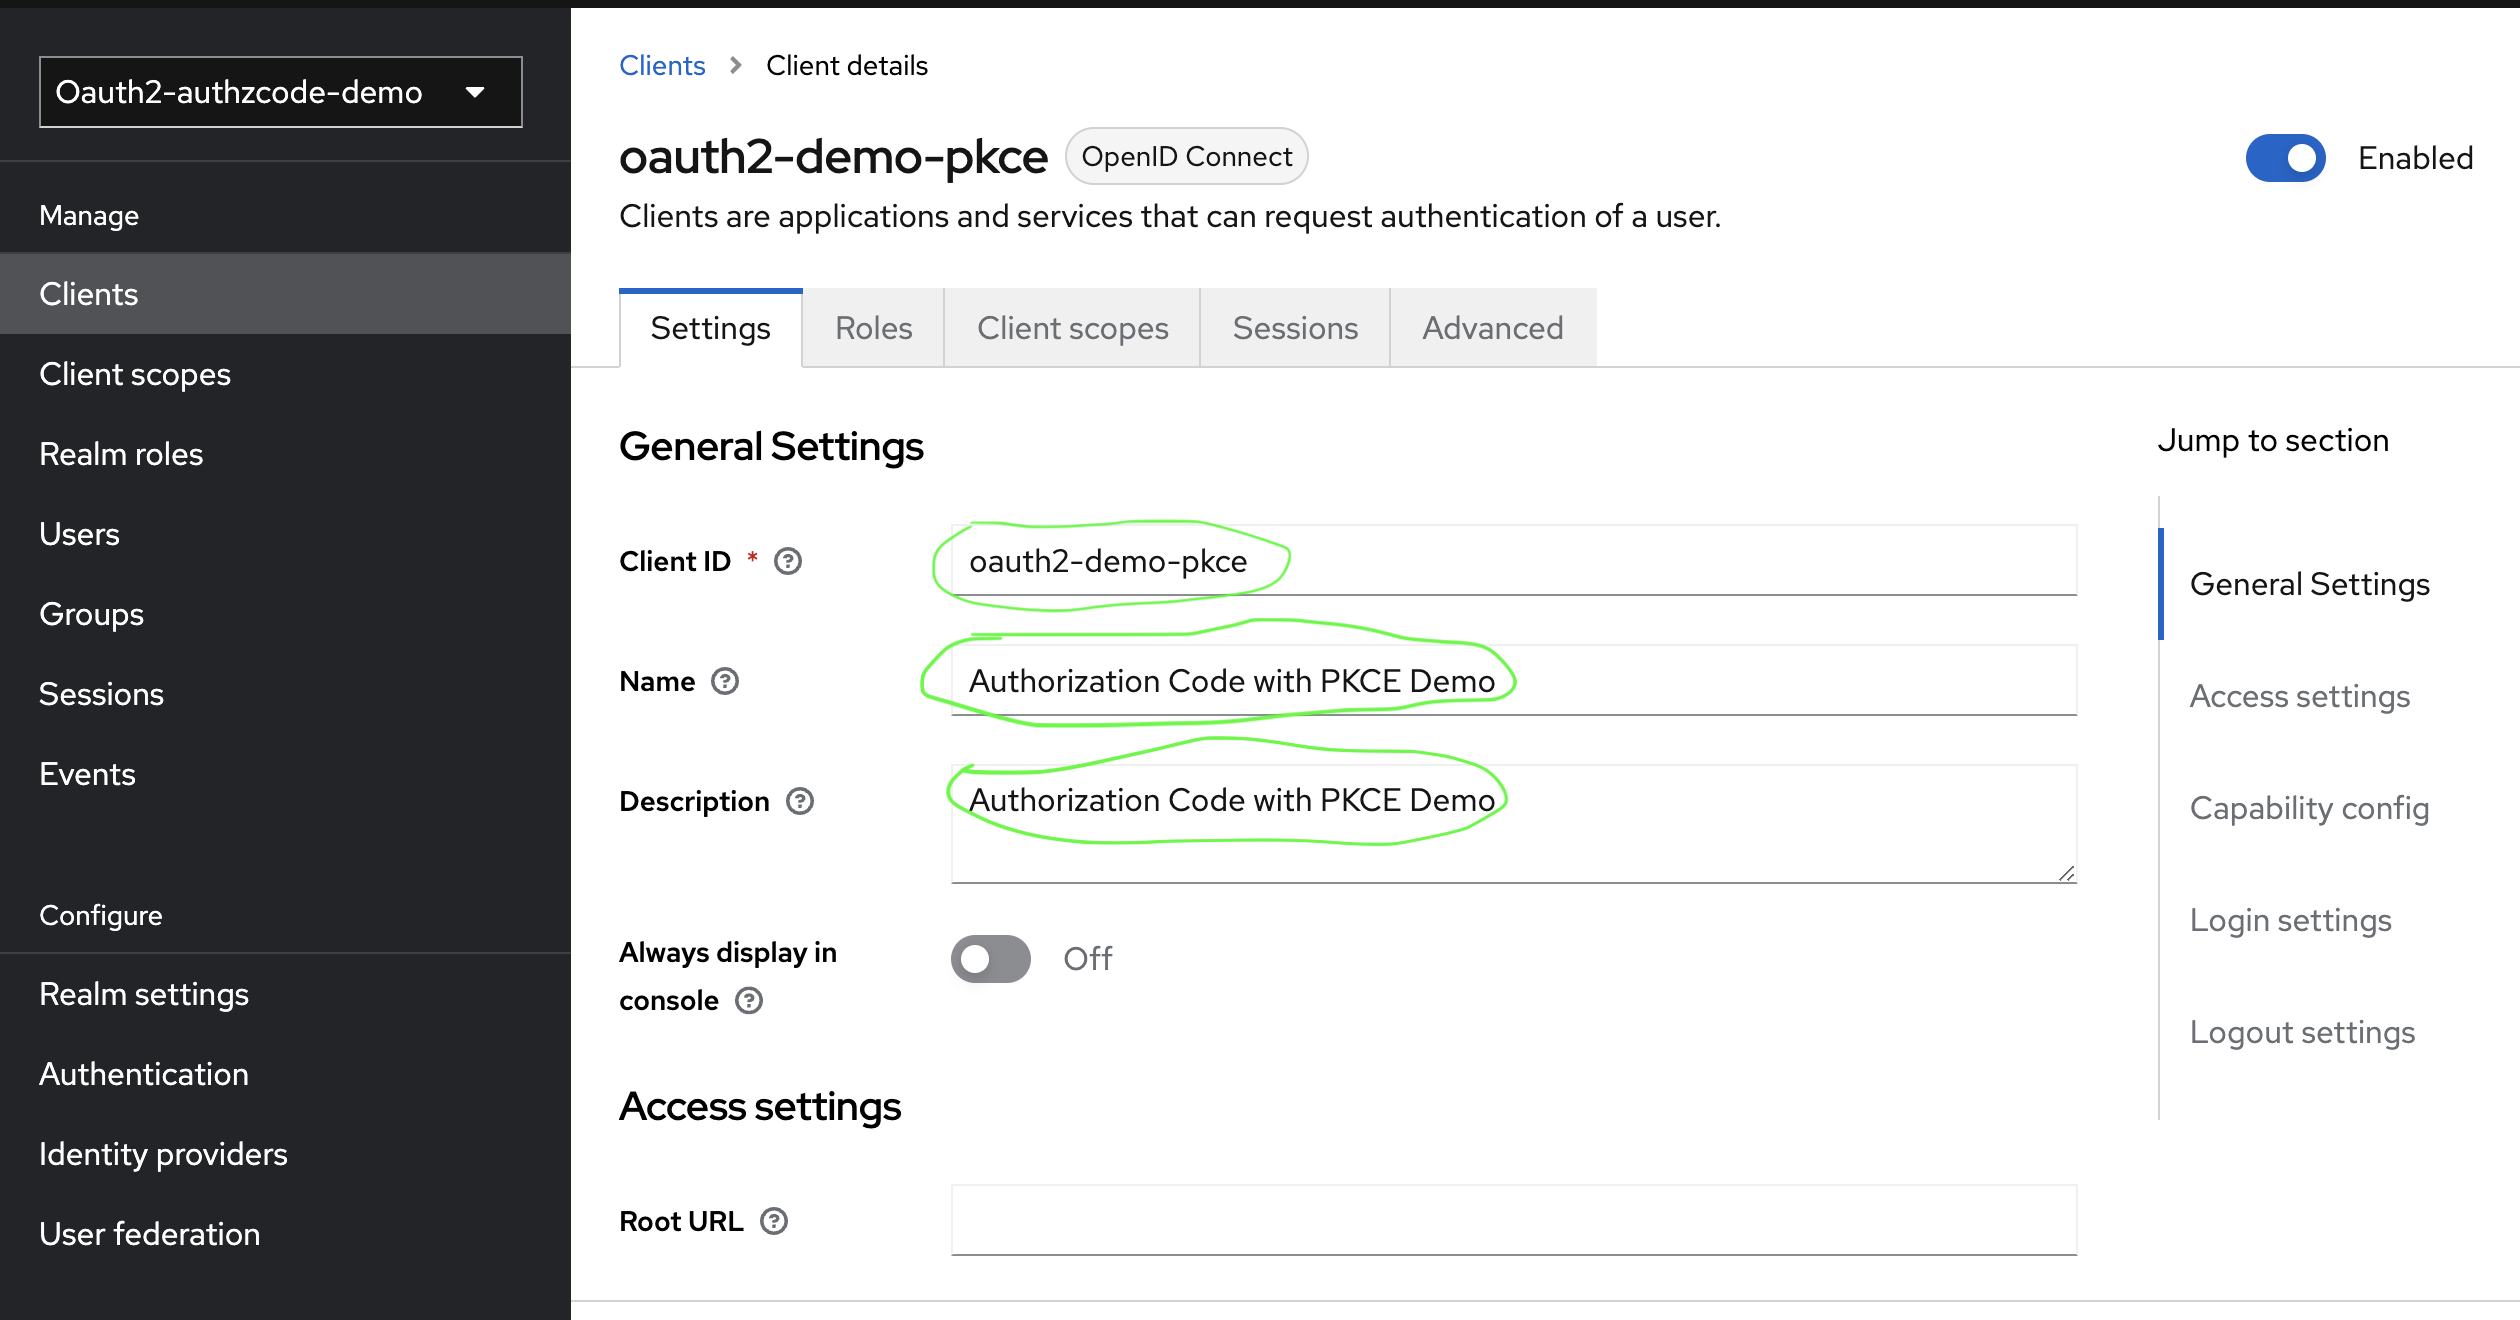 Oauth2-authzcode-demo
Manage
Clients
Client scopes
Realm roles
Users
Groups
Sessions
Events
Configure
Realm settings
Authentication
Identity providers
User federation
Clients > Client details
oauth2-demo-pkce OpenID Connect
Enabled
Clients are applications and services that can request authentication of a user.
Settings Roles Client scopes Sessions Advanced
General Settings
Client ID * ? oauth2-demo-pkce
Name ? Authorization Code with PKCE Demo
Description ? Authorization Code with PKCE Demo
Always display in
console ? Off
Access settings
Root URL ?
Jump to section
General Settings
Access settings
Capability config
Login settings
Logout settings